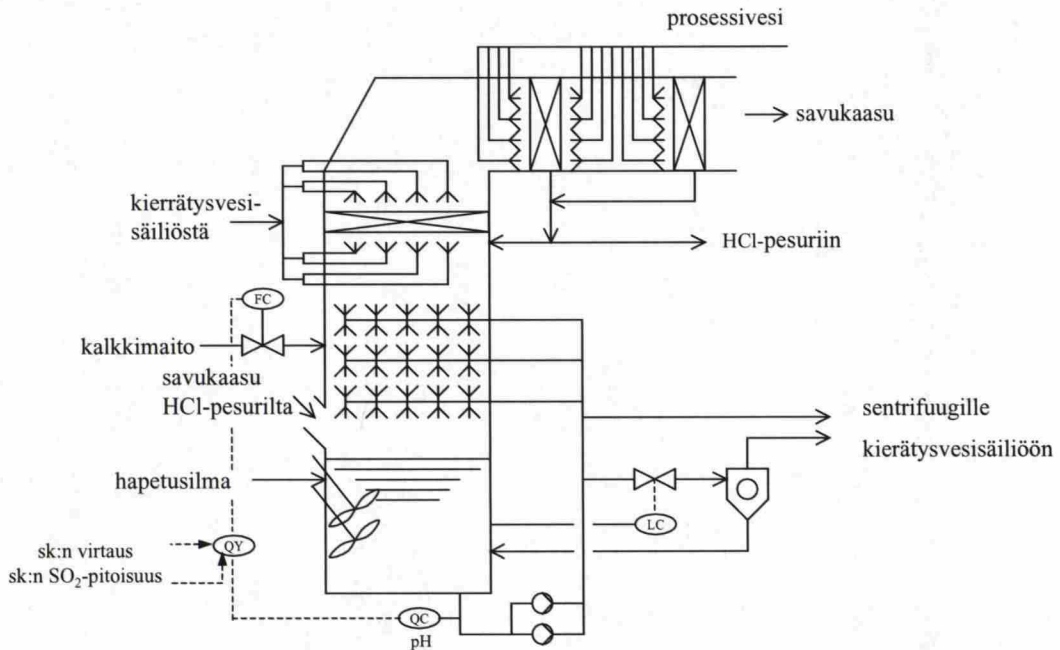 prosessivesi
savukaasu
kierrätysvesi-
säiliöstä
HCl-pesuriin
FC
kalkkimaito
savukaasu
HCl-pesurilta
sentrifuugille
kierätysvesisäiliöön
hapetusilma
LC
sk:n virtaus
QY
sk:n SO₂-pitoisuus
QC
pH